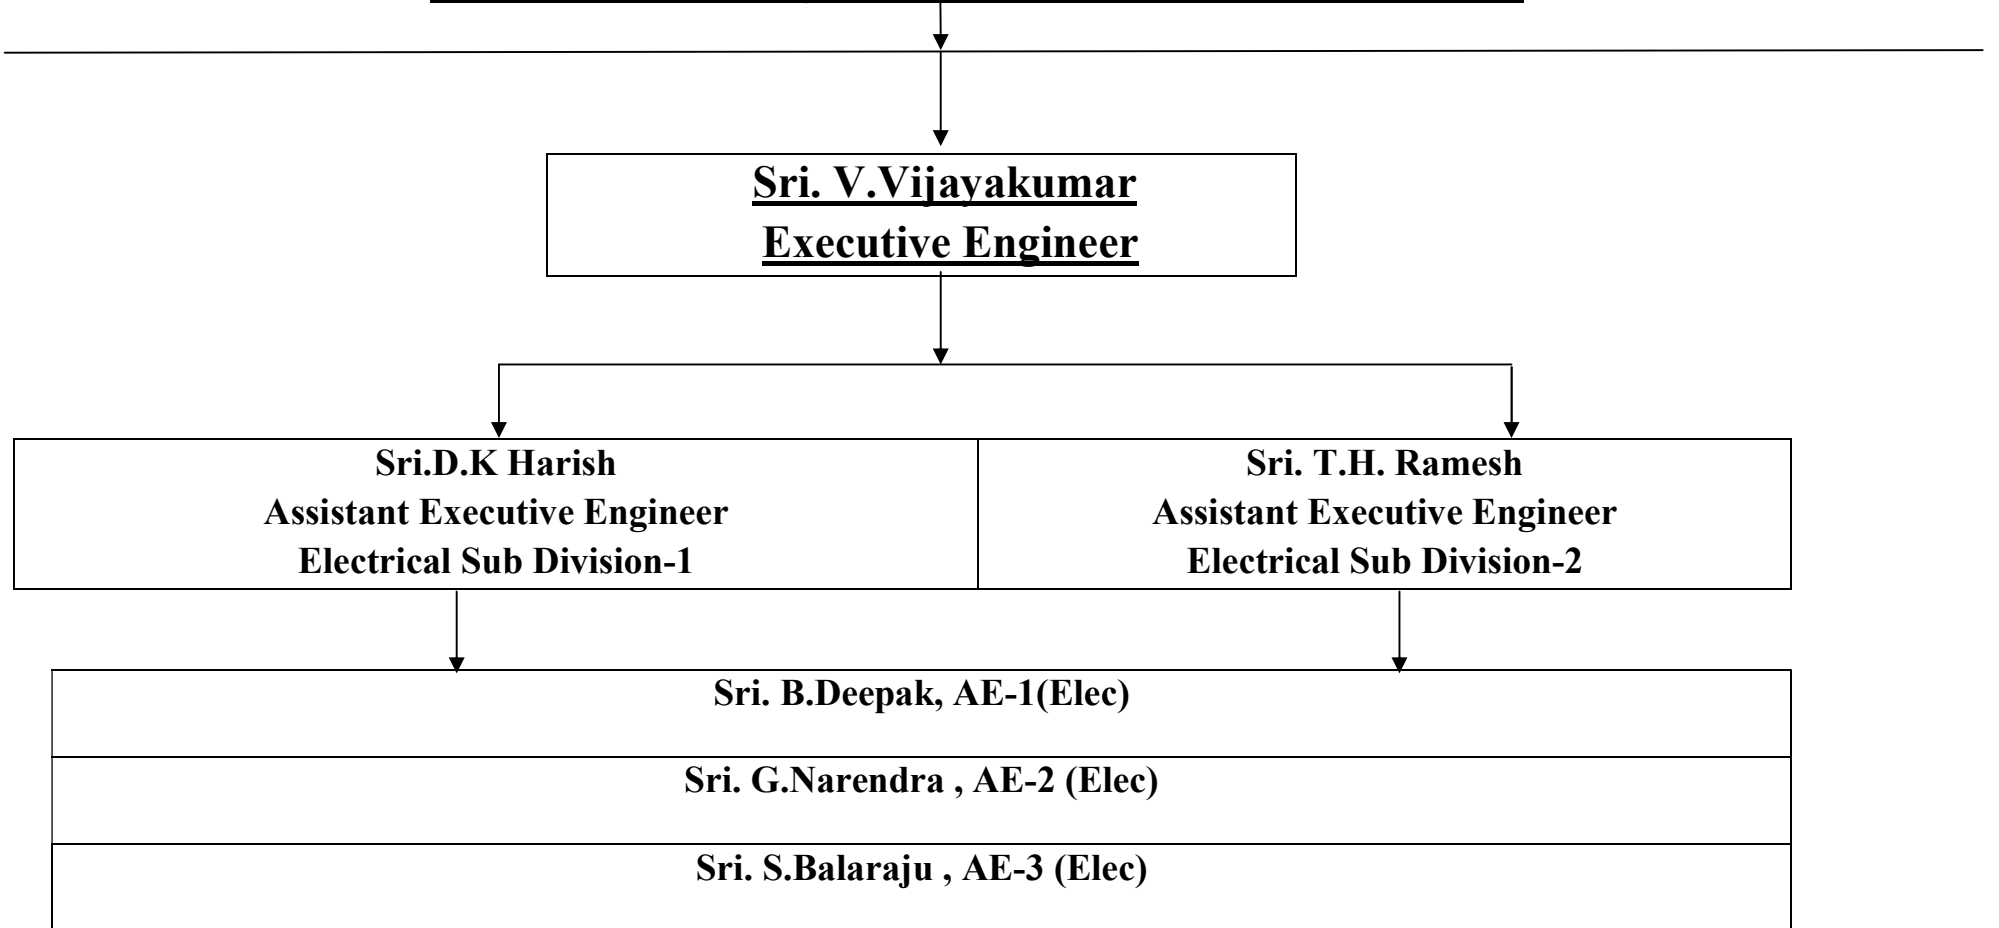 Sri. V.Vijayakumar
Executive Engineer
Sri.D.K Harish
Assistant Executive Engineer
Electrical Sub Division-1
Sri. T.H. Ramesh
Assistant Executive Engineer
Electrical Sub Division-2
Sri. B.Deepak, AE-1(Elec)
Sri. G.Narendra , AE-2 (Elec)
Sri. S.Balaraju , AE-3 (Elec)